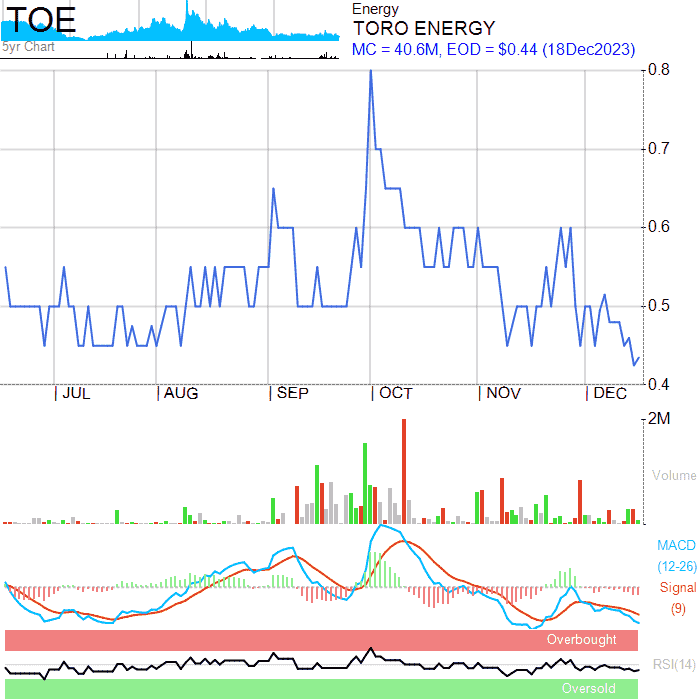 TOE
5yr Chart
Energy
TORO ENERGY
MC = 40.6M, EOD = $0.44 (18Dec2023)
0.8
0.7
0.6
0.5
0.4
JUL
AUG
SEP
OCT
NOV
DEC
2M
Volume
MACD
(12-26)
Signal
(9)
Overbought
RSI(14)
Oversold